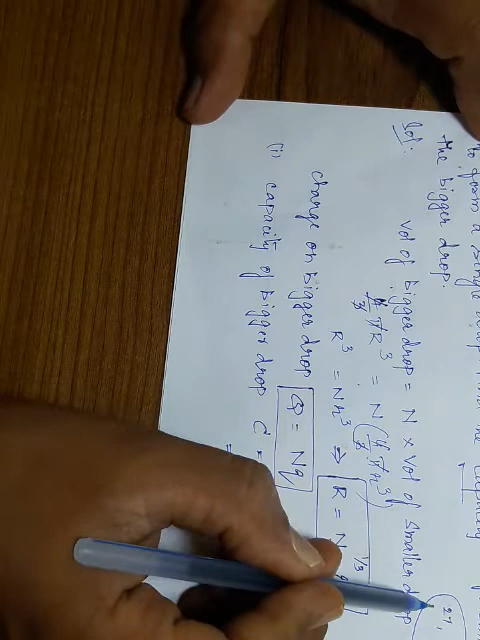 to form a single drop find the capacity
the bigger drop.
Sol:. Vol of bigger drop = N x Vol of smaller drop
4/3 πR³ = N(4/3 πr³)
R³ = Nr³ ⇒ R = N^1/3
charge on bigger drop Q = Nq
(i) capacity of bigger drop C =
=
27,